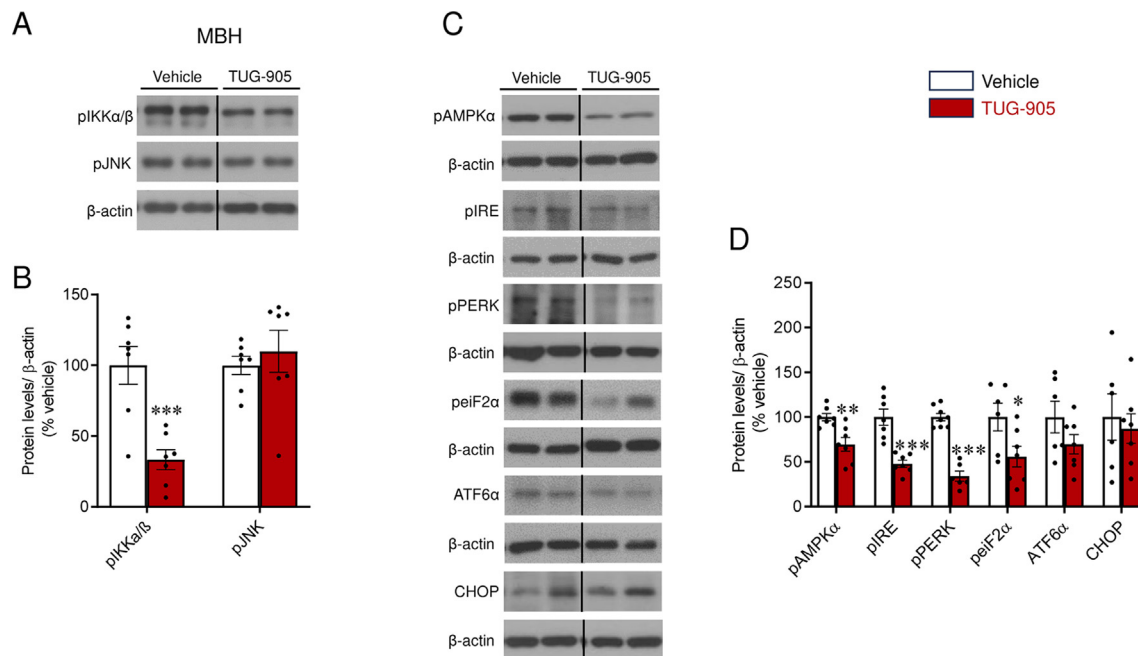 A
MBH
Vehicle TUG-905
pIKKα/β
pJNK
β-actin
B
Protein levels/ β-actin
(% vehicle)
150
100
50
0
***
pIKKa/ß
pJNK
C
Vehicle TUG-905
pAMPKα
β-actin
pIRE
β-actin
pPERK
β-actin
peiF2α
β-actin
ATF6α
β-actin
CHOP
β-actin
Vehicle
TUG-905
D
Protein levels/ β-actin
(% vehicle)
250
200
150
100
50
0
**
***
***
*
pAMPKα
pIRE
pPERK
peiF2α
ATF6α
CHOP